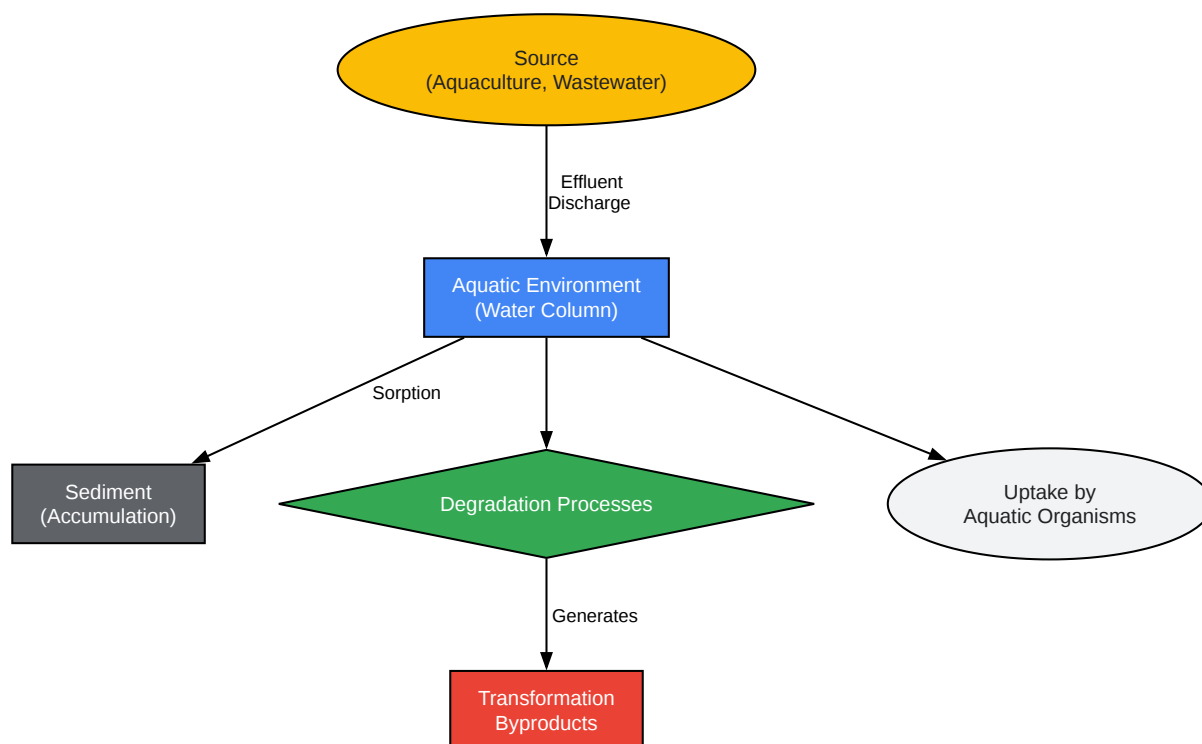 Source
(Aquaculture, Wastewater)
Effluent
Discharge
Aquatic Environment
(Water Column)
Sorption
Sediment
(Accumulation)
Degradation Processes
Uptake by
Aquatic Organisms
Generates
Transformation
Byproducts